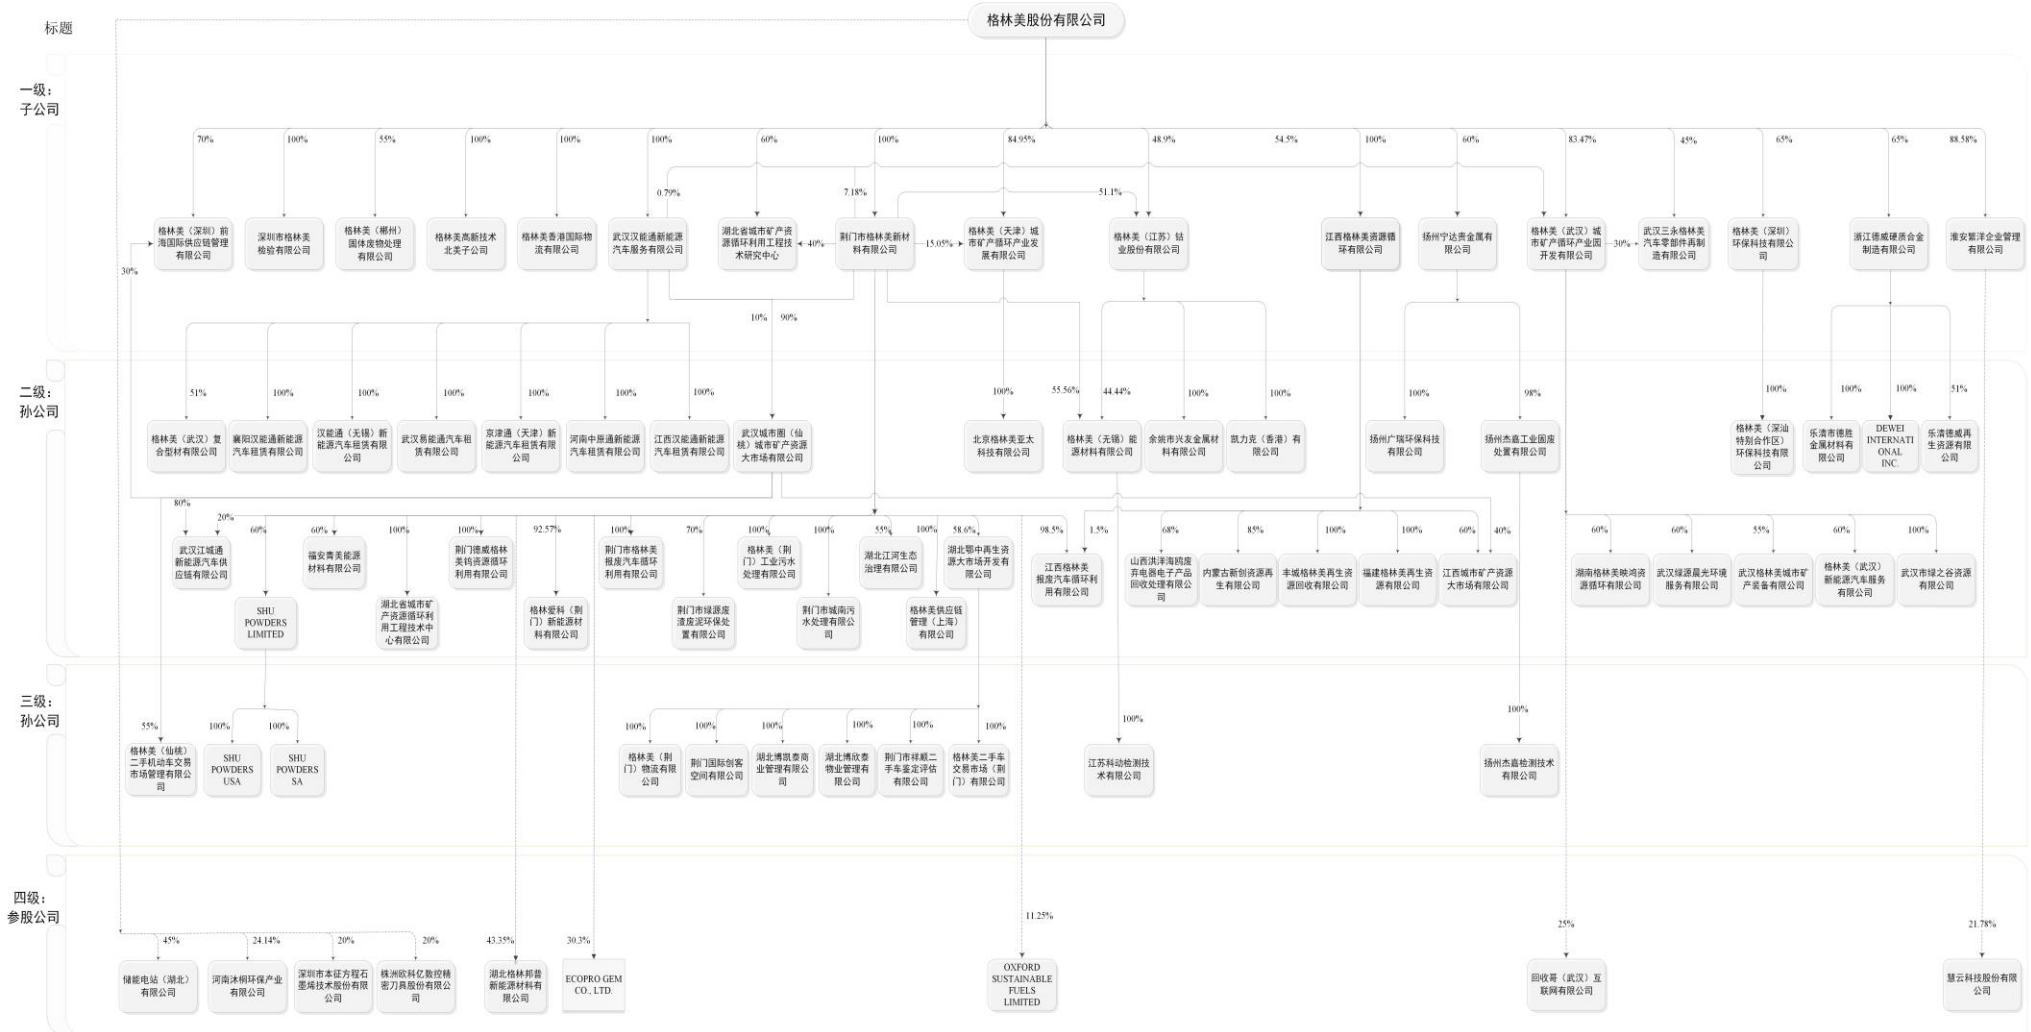 格林美股份有限公司
标题
一级：
子公司
70%
100%
55%
100%
100%
100%
60%
100%
84.95%
48.9%
54.5%
100%
60%
83.47%
45%
65%
65%
88.58%
0.79%
7.18%
51.1%
格林美（深圳）前
海国际供应链管理
有限公司
深圳市格林美
检验有限公司
格林美（郴州）
固体废物处理
有限公司
格林美高新技术
北美子公司
格林美香港国际物
流有限公司
武汉汉能通新能源
汽车服务有限公司
湖北省城市矿产资
源循环利用工程技
术研究中心
40%
荆门市格林美新材
料有限公司
15.05%
格林美（天津）城
市矿产循环产业发
展有限公司
格林美（江苏）钴
业股份有限公司
江西格林美资源循
环有限公司
扬州宁达贵金属有
限公司
格林美（武汉）城
市矿产循环产业园
开发有限公司
30%
武汉三永格林美
汽车零部件再制
造有限公司
格林美（深圳）
环保科技有限公
司
浙江德威硬质合金
制造有限公司
淮安繁洋企业管理
有限公司
30%
10%
90%
二级：
孙公司
51%
100%
100%
100%
100%
100%
100%
100%
55.56%
44.44%
100%
100%
100%
98%
100%
100%
100%
51%
格林美（武汉）复
合型材有限公司
襄阳汉能通新能源
汽车租赁有限公司
汉能通（无锡）新
能源汽车租赁有限
公司
武汉易能通汽车租
赁有限公司
京津通（天津）新
能源汽车租赁有限
公司
河南中原通新能源
汽车租赁有限公司
江西汉能通新能源
汽车租赁有限公司
武汉城市圈（仙
桃）城市矿产资源
大市场有限公司
北京格林美亚太
科技有限公司
格林美（无锡）能
源材料有限公司
余姚市兴友金属材
料有限公司
凯力克（香港）有
限公司
扬州广瑞环保科技
有限公司
扬州杰嘉工业固废
处置有限公司
格林美（深汕
特别合作区）
环保科技有限公
司
乐清市德胜
金属材料有
限公司
DEWEI
INTERNATI
ONAL
INC.
乐清德威再
生资源有限公
司
80%
20%
60%
60%
100%
100%
92.57%
100%
70%
100%
100%
55%
100%
58.6%
98.5%
1.5%
68%
85%
100%
100%
60%
40%
60%
60%
55%
60%
100%
武汉江城通
新能源汽车供
应链有限公司
福安青美能源
材料有限公司
荆门德威格林
美钨资源循环
利用有限公司
荆门市格林美
报废汽车循环
利用有限公司
格林美（荆
门）工业污水
处理有限公司
湖北江河生态
治理有限公司
湖北鄂中再生资
源大市场开发有
限公司
江西格林美
报废汽车循环利
用有限公司
山西洪洋海鸥废
弃电器电子产品
回收处理有限公
司
内蒙古新创资源再
生有限公司
丰城格林美再生资
源回收有限公司
福建格林美再生资
源有限公司
江西城市矿产资源
大市场有限公司
湖南格林美映鸿资
源循环有限公司
武汉绿源晨光环境
服务有限公司
武汉格林美城市矿
产装备有限公司
格林美（武汉）
新能源汽车服务
有限公司
武汉市绿之谷资源
有限公司
SHU
POWDERS
LIMITED
湖北省城市矿
产资源循环利
用工程技术中
心有限公司
格林爱科（荆
门）新能源材
料有限公司
荆门市绿源废
渣废泥环保处
置有限公司
荆门市城南污
水处理有限公
司
格林美供应链
管理（上海）
有限公司
三级：
孙公司
55%
100%
100%
100%
100%
100%
100%
100%
100%
100%
100%
格林美（仙桃）
二手机动车交易
市场管理有限公
司
SHU
POWDERS
USA
SHU
POWDERS
SA
格林美（荆
门）物流有限
公司
荆门国际创客
空间有限公司
湖北博凯泰商
业管理有限公
司
湖北博欣泰
物业管理有
限公司
荆门市祥顺二
手车鉴定评估
有限公司
格林美二手车
交易市场（荆
门）有限公司
江苏科动检测技
术有限公司
扬州杰嘉检测技术
有限公司
四级：
参股公司
45%
24.14%
20%
20%
43.35%
30.3%
11.25%
25%
21.78%
储能电站（湖北）
有限公司
河南沐桐环保产业
有限公司
深圳市本征方程石
墨烯技术股份有限
公司
株洲欧科亿数控精
密刀具股份有限公
司
湖北格林邦普
新能源材料有
限公司
ECOPRO GEM
CO., LTD.
OXFORD
SUSTAINABLE
FUELS
LIMITED
回收哥（武汉）互
联网有限公司
慧云科技股份有限
公司